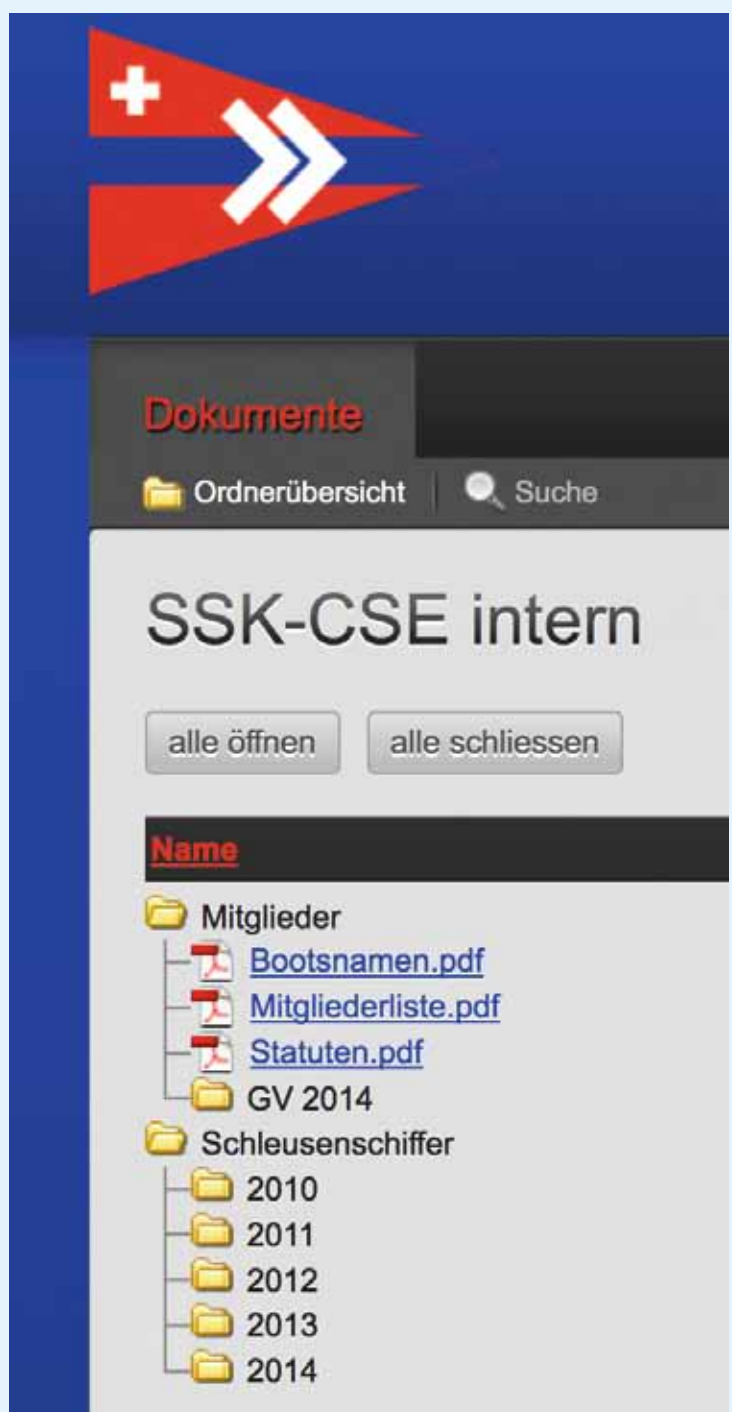 Dokumente
Ordnerübersicht Suche
SSK-CSE intern
alle öffnen alle schliessen
Name
Mitglieder
Bootsnamen.pdf
Mitgliederliste.pdf
Statuten.pdf
GV 2014
Schleusenschiffer
2010
2011
2012
2013
2014